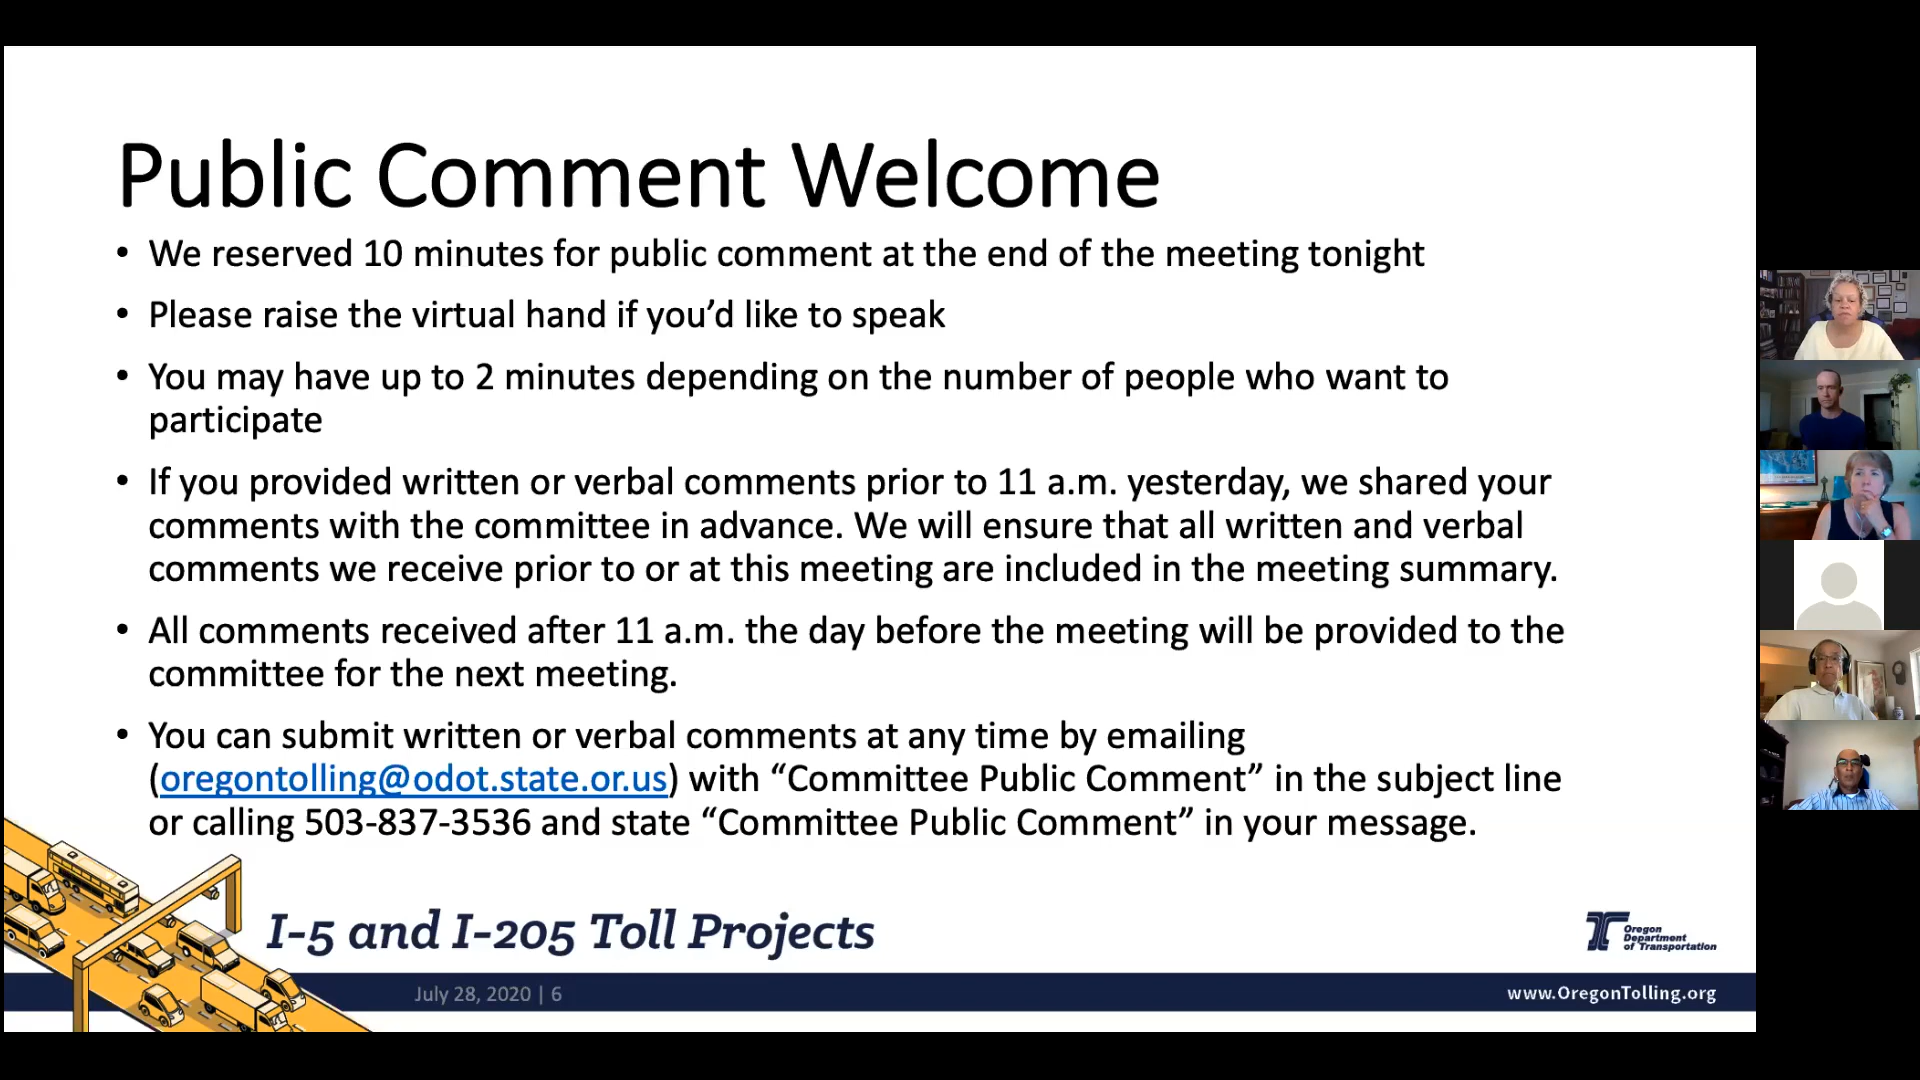 Public Comment Welcome
• We reserved 10 minutes for public comment at the end of the meeting tonight
• Please raise the virtual hand if you’d like to speak
• You may have up to 2 minutes depending on the number of people who want to
participate
• If you provided written or verbal comments prior to 11 a.m. yesterday, we shared your
comments with the committee in advance. We will ensure that all written and verbal
comments we receive prior to or at this meeting are included in the meeting summary.
• All comments received after 11 a.m. the day before the meeting will be provided to the
committee for the next meeting.
• You can submit written or verbal comments at any time by emailing
(oregontolling@odot.state.or.us) with “Committee Public Comment” in the subject line
or calling 503-837-3536 and state “Committee Public Comment” in your message.
I-5 and I-205 Toll Projects
Oregon
Department
of Transportation
July 28, 2020 | 6
www.OregonTolling.org